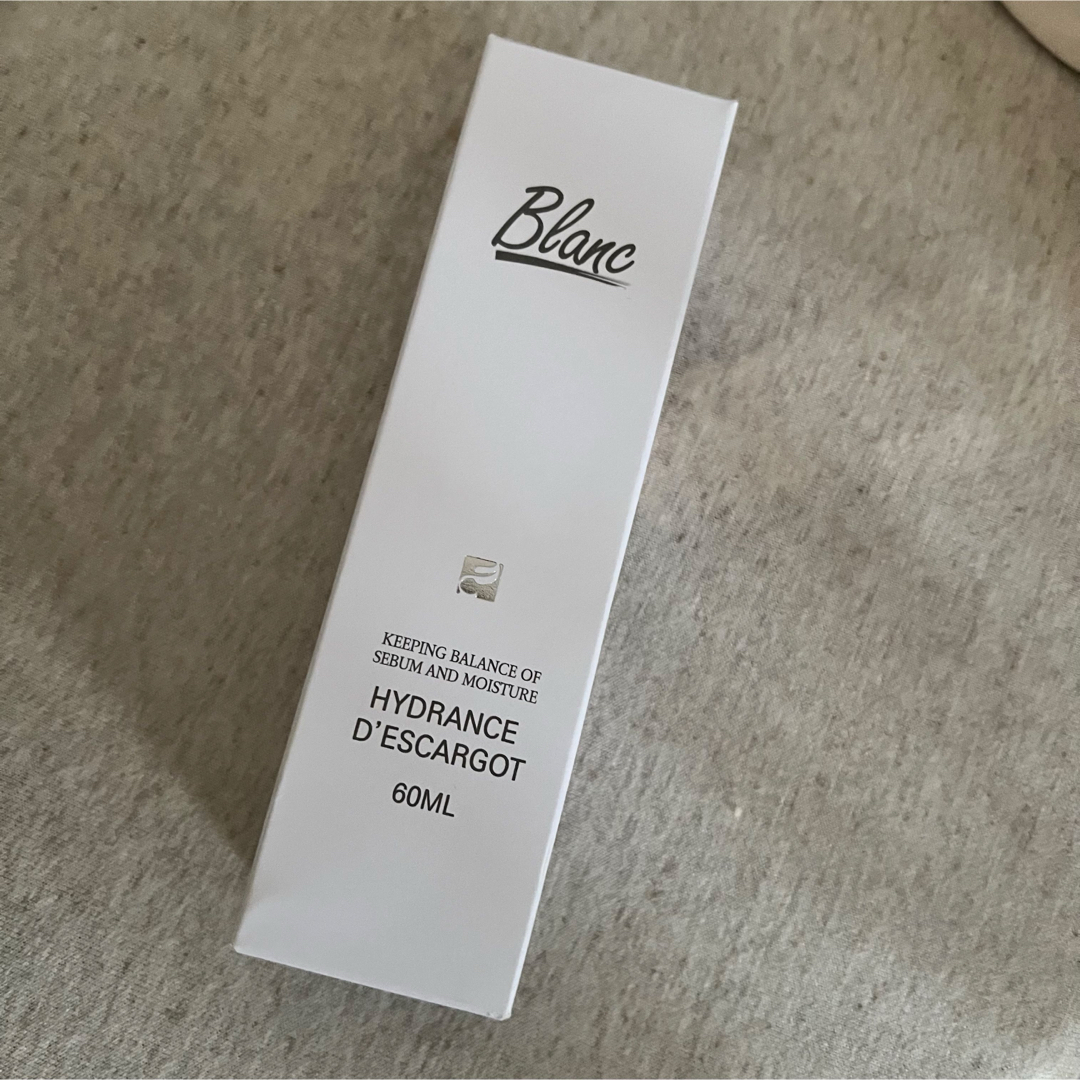 Blanc
KEEPING BALANCE OF
SEBUM AND MOISTURE
HYDRANCE
D'ESCARGOT
60ML